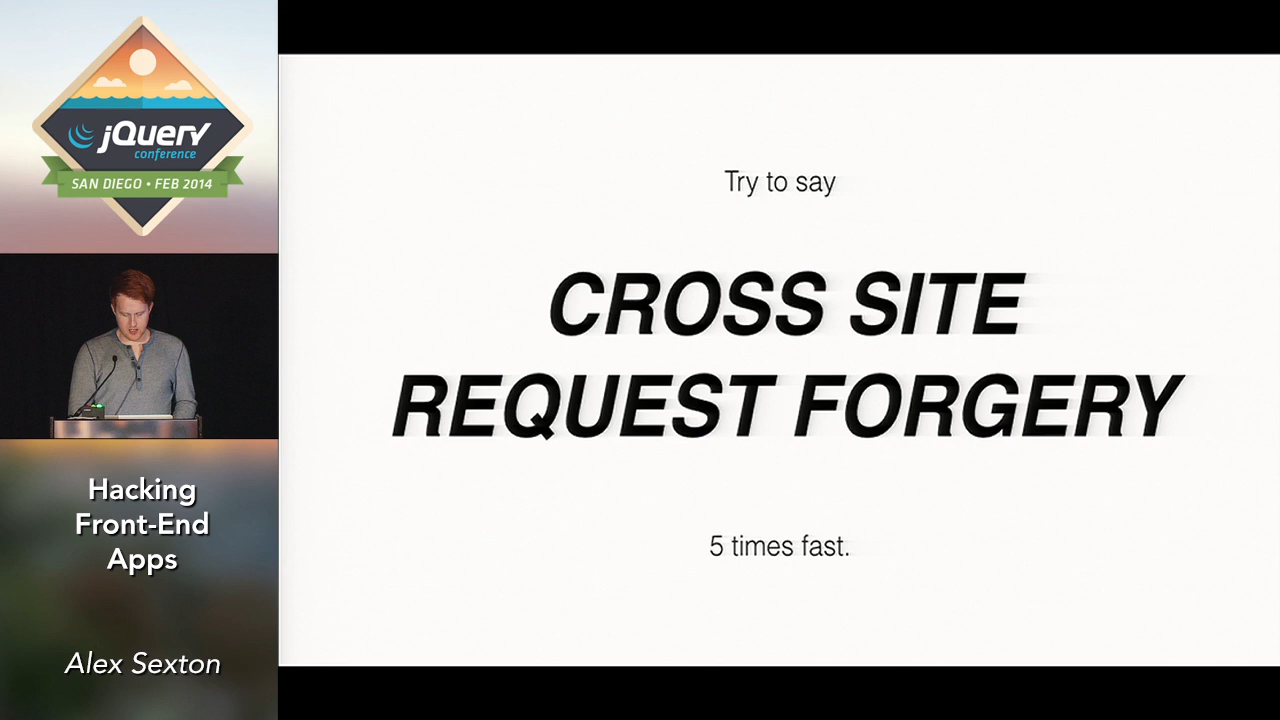 jQuery
conference
SAN DIEGO • FEB 2014
Hacking
Front-End
Apps
Alex Sexton
Try to say
CROSS SITE
REQUEST FORGERY
5 times fast.